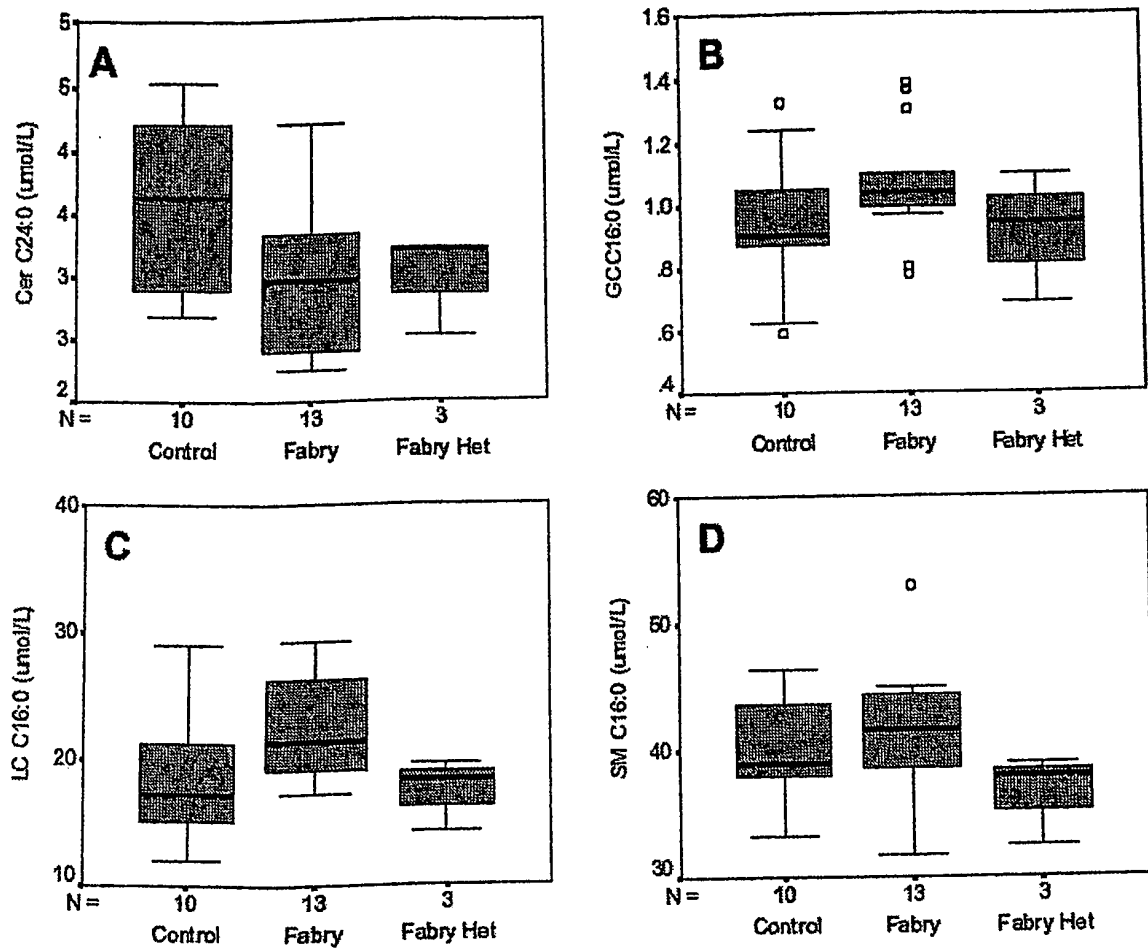 A
Cer C24:0 (umol/L)
5
5
4
4
3
3
2
N = 10 13 3
Control Fabry Fabry Het
B
GCC16:0 (umol/L)
1.6
1.4
1.2
1.0
.8
.6
.4
N = 10 13 3
Control Fabry Fabry Het
C
LC C16:0 (umol/L)
40
30
20
10
N = 10 13 3
Control Fabry Fabry Het
D
SM C16:0 (umol/L)
60
50
40
30
N = 10 13 3
Control Fabry Fabry Het